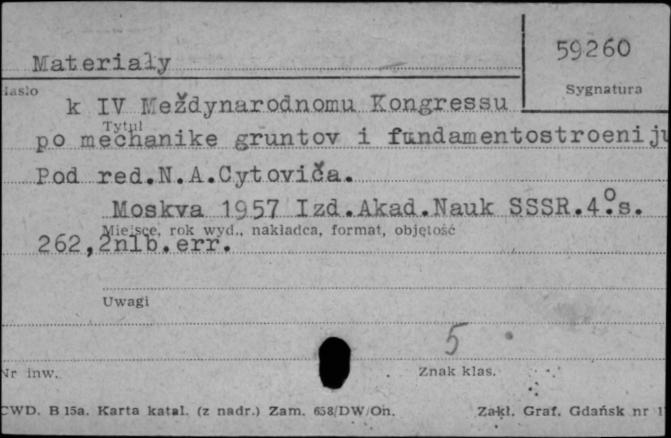 59260
Materiały
Sygnatura
Hasło
k IV Meždynarodnomu Kongressu
Tytuł
po mechanike gruntov i fundamentostroeniju
Pod red.N.A.Cytoviča.
Moskva 1957 Izd.Akad.Nauk SSSR.4°.s.
Miejsce, rok wyd., nakładca, format, objętość
262,2nlb.err.
Uwagi
5
Nr inw.
Znak klas.
CWD. B 15a. Karta katal. (z nadr.) Zam. 658/DW/Oh.
Zakł. Graf. Gdańsk nr 1